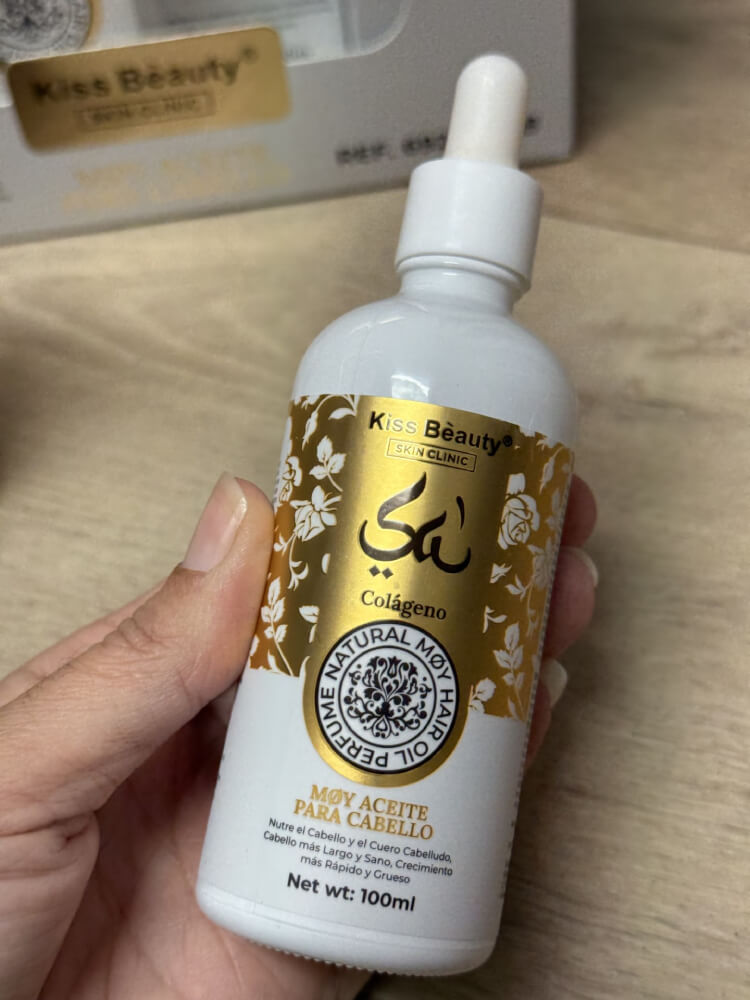 Kiss Bèauty®
SKIN CLINIC
Kiss Bèauty®
SKIN CLINIC
Colágeno
NATURAL MØY HAIR OIL PERFUME
MØY ACEITE
PARA CABELLO
Nutre el Cabello y el Cuero Cabelludo,
Cabello más Largo y Sano, Crecimiento
más Rápido y Grueso
Net wt: 100ml